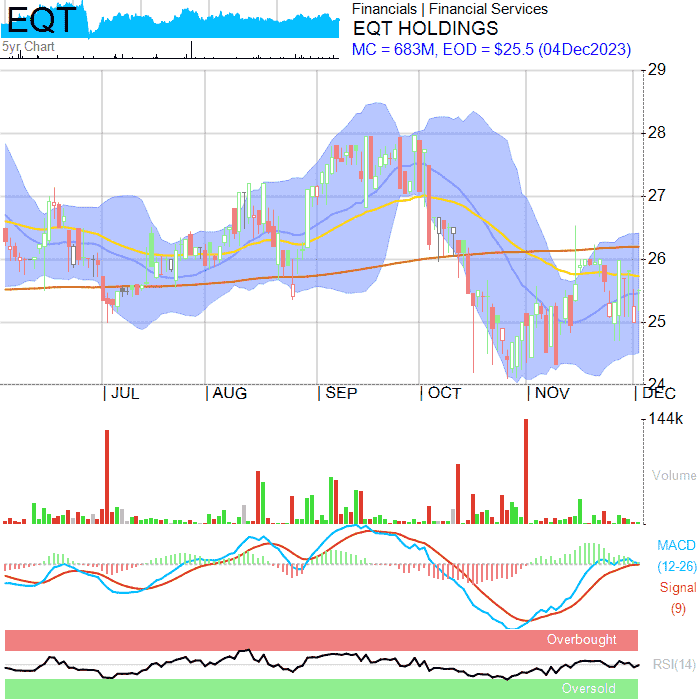 EQT
5yr Chart
Financials | Financial Services
EQT HOLDINGS
MC = 683M, EOD = $25.5 (04Dec2023)
29
28
27
26
25
24
JUL AUG SEP OCT NOV DEC
144k
Volume
MACD
(12-26)
Signal
(9)
Overbought
RSI(14)
Oversold